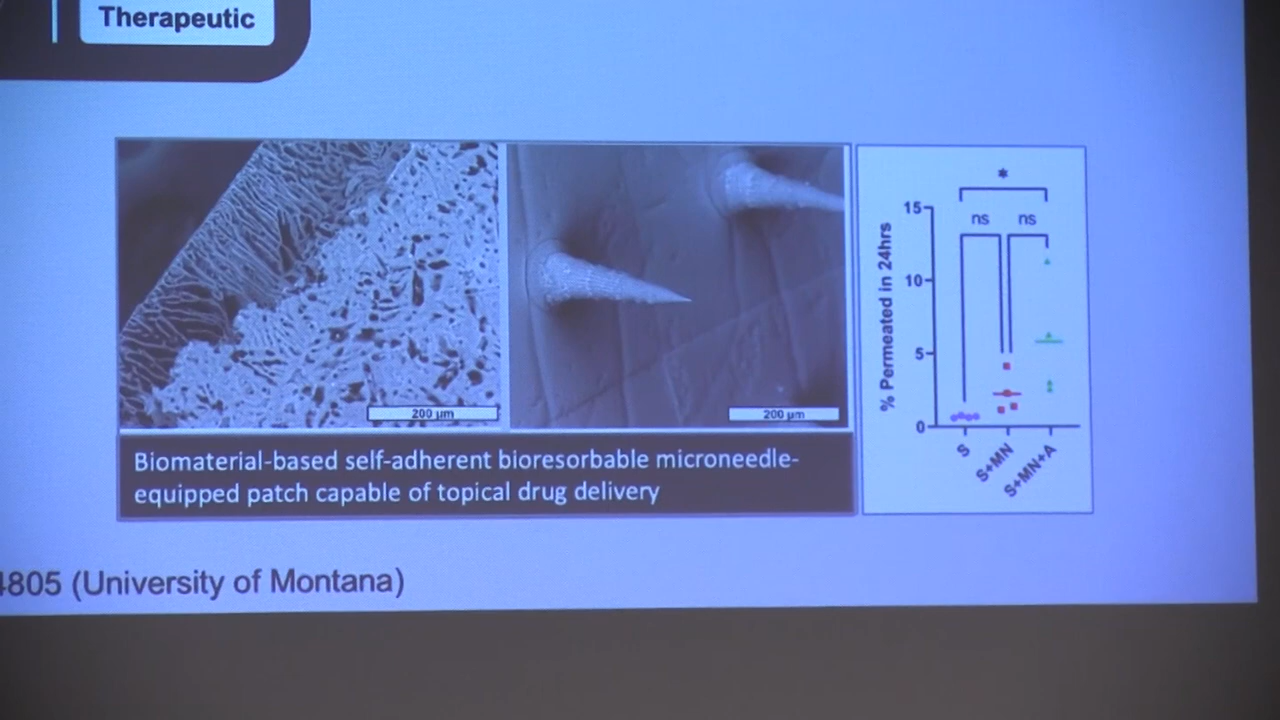 Therapeutic
200 µm
200 µm
Biomaterial-based self-adherent bioresorbable microneedle-
equipped patch capable of topical drug delivery
% Permeated in 24hrs
*
ns ns
15
10
5
0
S
S+MN
S+MN+A
4805 (University of Montana)